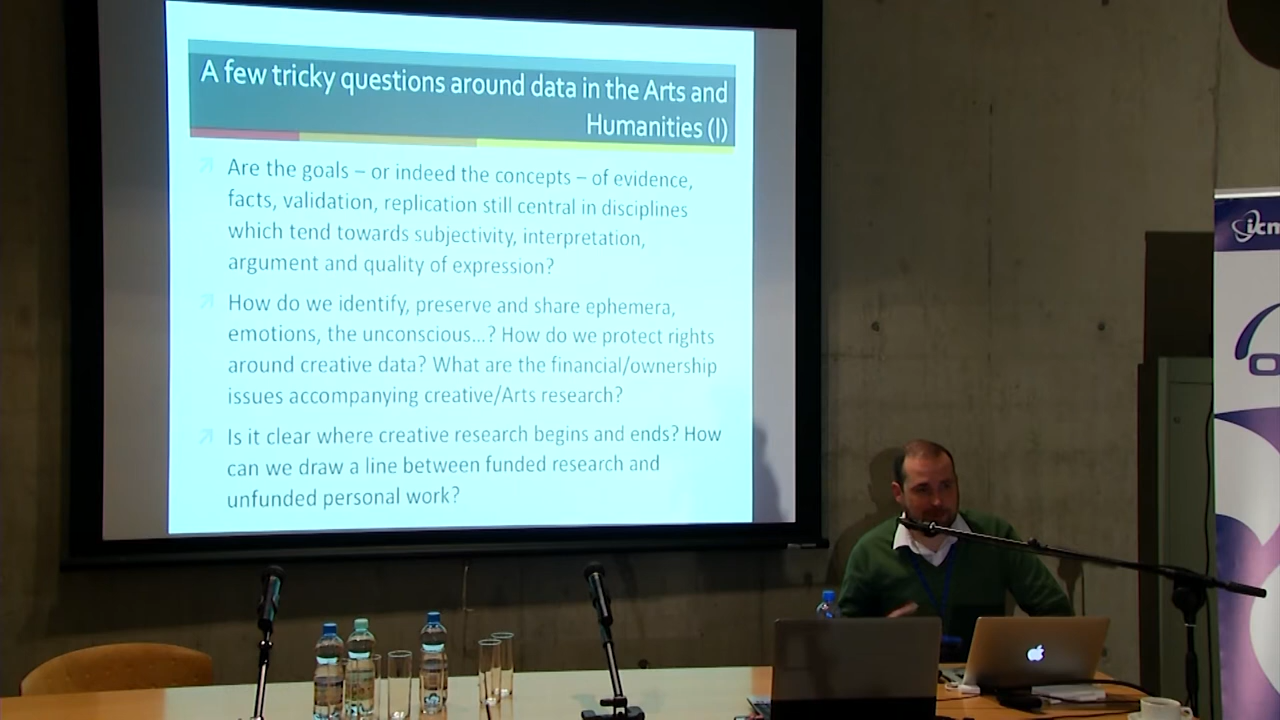 A few tricky questions around data in the Arts and
Humanities (I)
Are the goals – or indeed the concepts – of evidence,
facts, validation, replication still central in disciplines
which tend towards subjectivity, interpretation,
argument and quality of expression?
How do we identify, preserve and share ephemera,
emotions, the unconscious...? How do we protect rights
around creative data? What are the financial/ownership
issues accompanying creative/Arts research?
Is it clear where creative research begins and ends? How
can we draw a line between funded research and
unfunded personal work?
icm